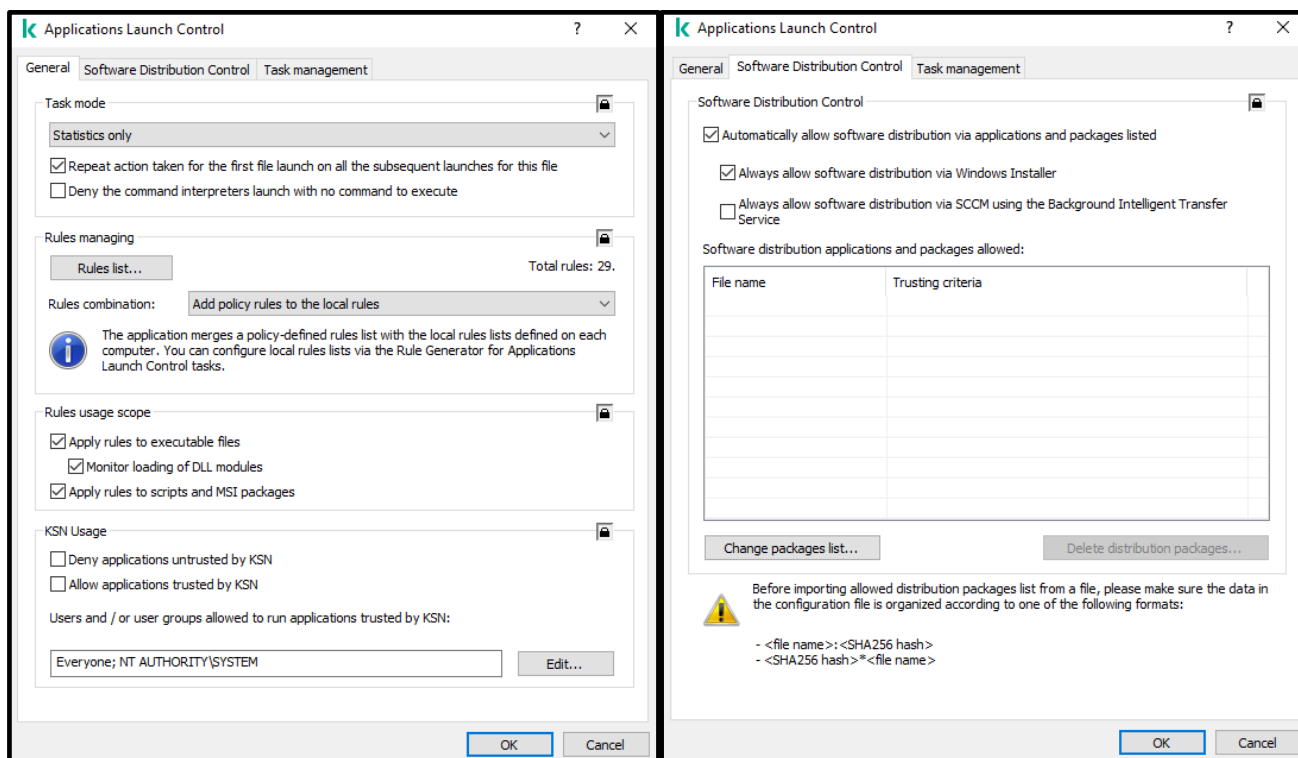 Applications Launch Control
General
Software Distribution Control
Task management
Task mode
Statistics only
Repeat action taken for the first file launch on all the subsequent launches for this file
Deny the command interpreters launch with no command to execute
Rules managing
Rules list...
Total rules: 29.
Rules combination:
Add policy rules to the local rules
The application merges a policy-defined rules list with the local rules lists defined on each
computer. You can configure local rules lists via the Rule Generator for Applications
Launch Control tasks.
Rules usage scope
Apply rules to executable files
Monitor loading of DLL modules
Apply rules to scripts and MSI packages
KSN Usage
Deny applications untrusted by KSN
Allow applications trusted by KSN
Users and / or user groups allowed to run applications trusted by KSN:
Everyone; NT AUTHORITY\SYSTEM
Edit...
OK
Cancel
Applications Launch Control
General
Software Distribution Control
Task management
Software Distribution Control
Automatically allow software distribution via applications and packages listed
Always allow software distribution via Windows Installer
Always allow software distribution via SCCM using the Background Intelligent Transfer
Service
Software distribution applications and packages allowed:
File name
Trusting criteria
Change packages list...
Delete distribution packages...
Before importing allowed distribution packages list from a file, please make sure the data in
the configuration file is organized according to one of the following formats:
- <file name>:<SHA256 hash>
- <SHA256 hash>*<file name>
OK
Cancel